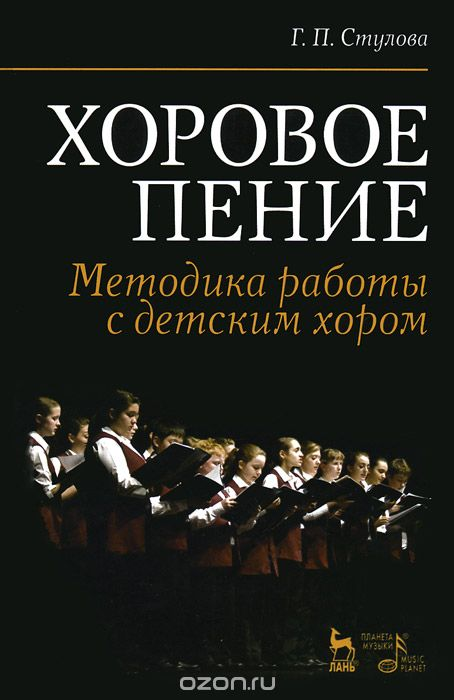 Г. П. Стулова
ХОРОВОЕ
ПЕНИЕ
Методика работы
с детским хором
ЛАНЬ®
ПЛАНЕТА
МУЗЫКИ
MUSIC
PLANET
ozon.ru